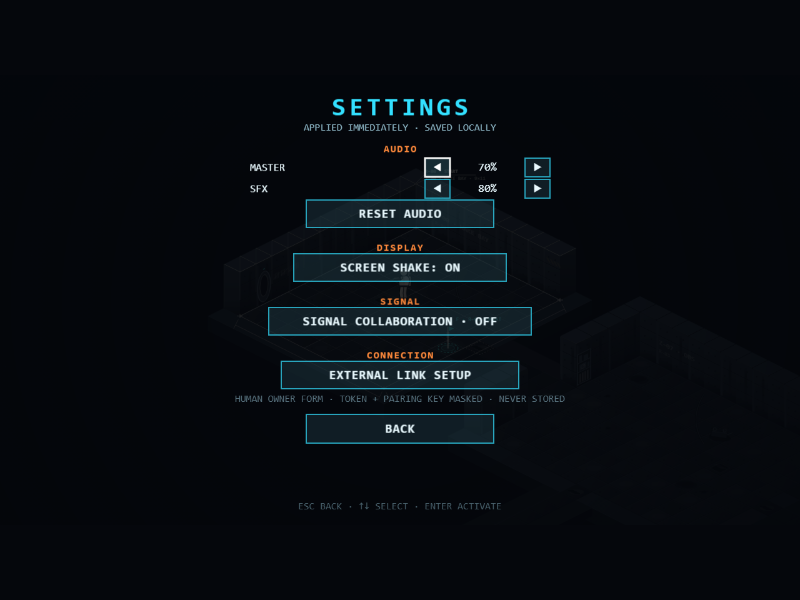 SETTINGS
APPLIED IMMEDIATELY · SAVED LOCALLY
AUDIO
MASTER ◀ 70% ▶
SFX ◀ 80% ▶
RESET AUDIO
DISPLAY
SCREEN SHAKE: ON
SIGNAL
SIGNAL COLLABORATION · OFF
CONNECTION
EXTERNAL LINK SETUP
HUMAN OWNER FORM · TOKEN + PAIRING KEY MASKED · NEVER STORED
BACK
ESC BACK · ↑↓ SELECT · ENTER ACTIVATE